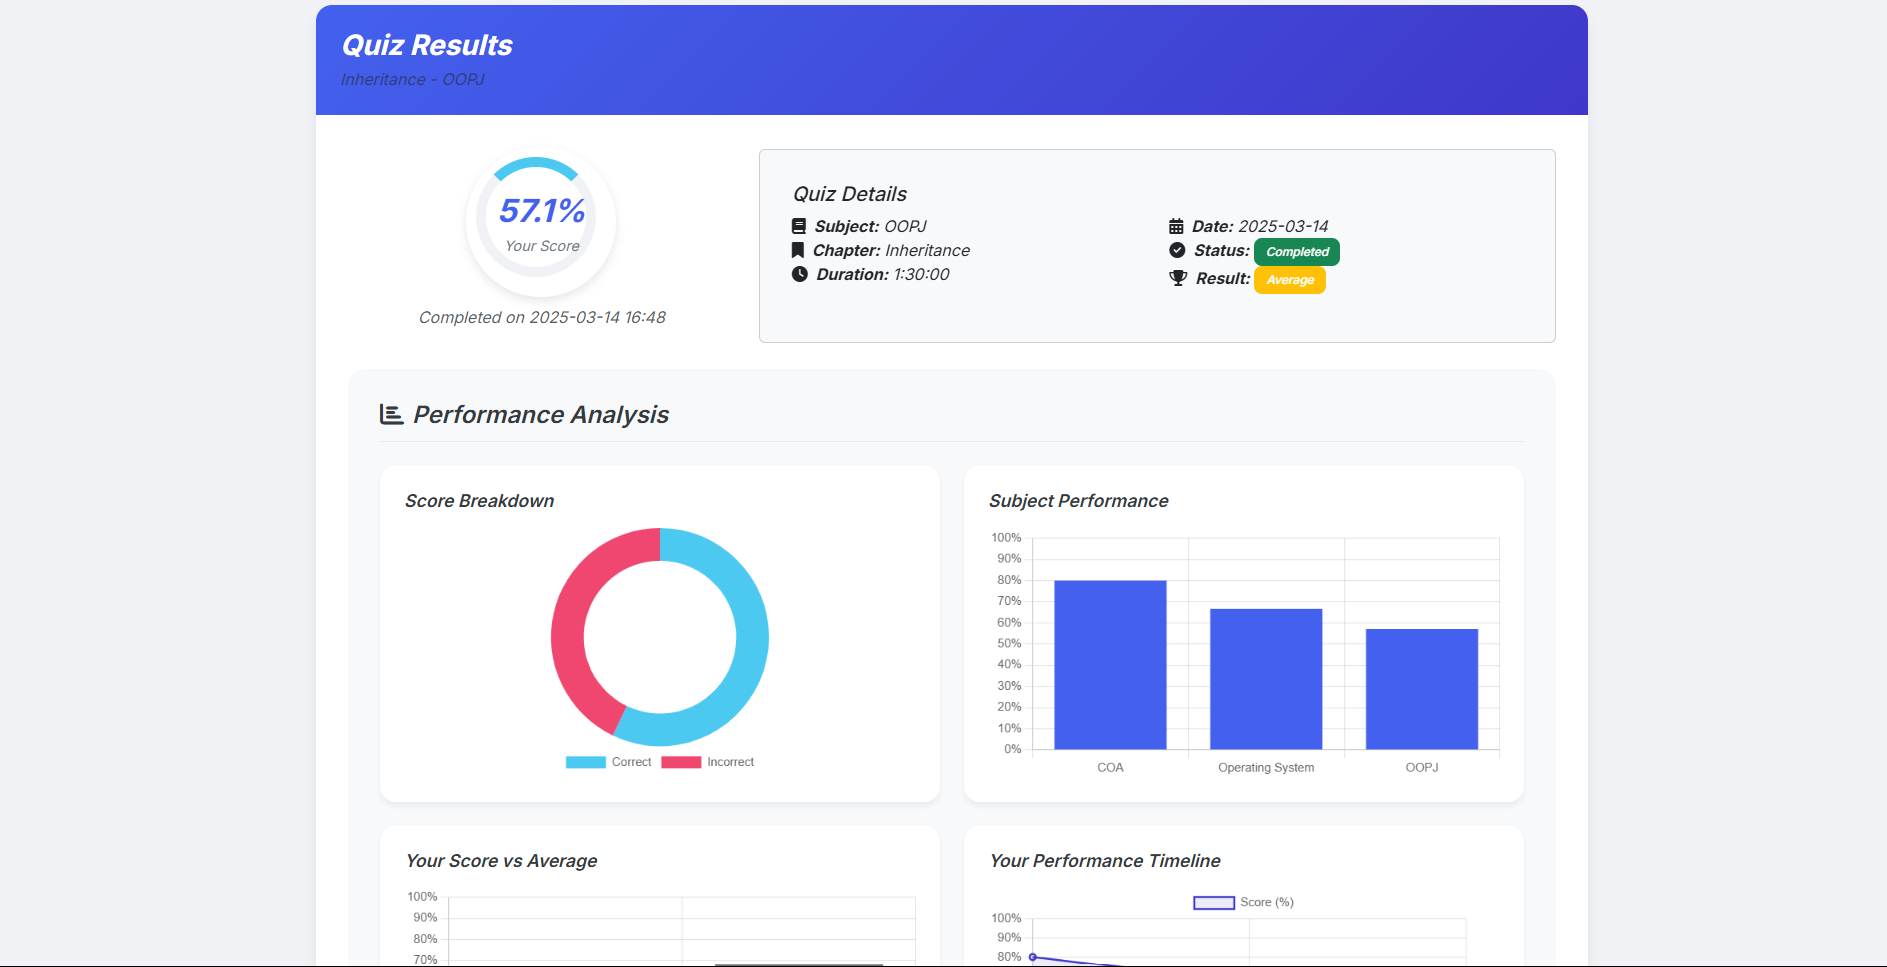 Quiz Results
Inheritance - OOPJ
57.1%
Your Score
Completed on 2025-03-14 16:48
Quiz Details
Subject: OOPJ
Chapter: Inheritance
Duration: 1:30:00
Date: 2025-03-14
Status: Completed
Result: Average
Performance Analysis
Score Breakdown
Correct Incorrect
Subject Performance
100%
90%
80%
70%
60%
50%
40%
30%
20%
10%
0%
COA Operating System OOPJ
Your Score vs Average
100%
90%
80%
70%
Your Performance Timeline
Score (%)
100%
90%
80%